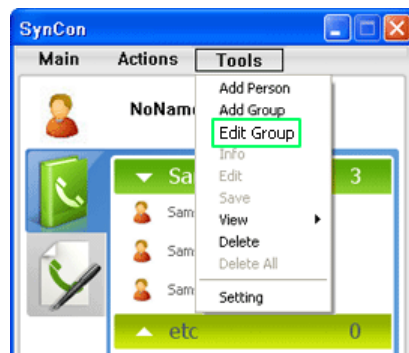 SynCon
Main Actions Tools
NoName
Add Person
Add Group
Edit Group
Info
Edit
Save
View
Delete
Delete All
Setting
Sa 3
Sam
Sam
Sam
etc 0